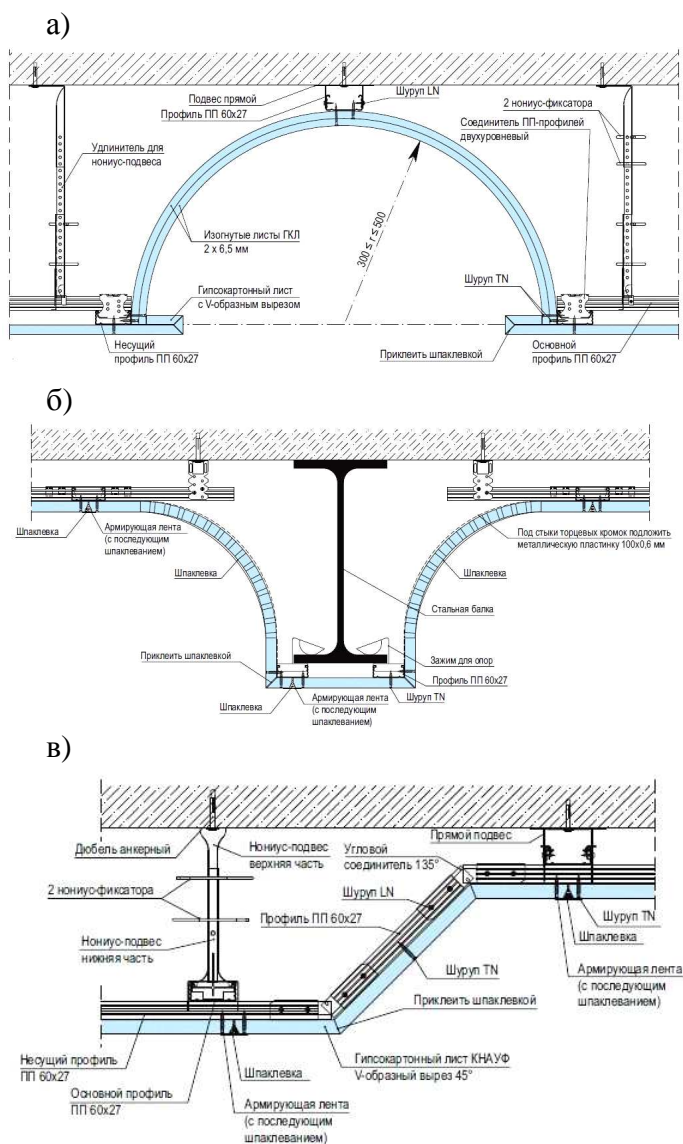 а)
Подвес прямой
Профиль ПП 60х27
Шуруп LN
2 нониус-фиксатора
Соединитель ПП-профилей
двухуровневый
Удлинитель для
нониус-подвеса
Изогнутые листы ГКЛ
2 х 6,5 мм
300 ≤ r ≤ 500
Гипсокартонный лист
с V-образным вырезом
Шуруп TN
Несущий
профиль ПП 60х27
Приклеить шпаклевкой
Основной
профиль ПП 60х27
б)
Шпаклевка
Армирующая лента
(с последующим
шпаклеванием)
Под стыки торцевых кромок подложить
металлическую пластинку 100х0,6 мм
Шпаклевка
Шпаклевка
Стальная балка
Приклеить шпаклевкой
Зажим для опор
Профиль ПП 60х27
Шпаклевка
Армирующая лента
(с последующим
шпаклеванием)
Шуруп TN
в)
Дюбель анкерный
Нониус-подвес
верхняя часть
Угловой
соединитель 135°
Прямой подвес
2 нониус-фиксатора
Шуруп LN
Профиль ПП 60х27
Нониус-подвес
нижняя часть
Шуруп TN
Шуруп TN
Шпаклевка
Армирующая лента
(с последующим
шпаклеванием)
Приклеить шпаклевкой
Несущий профиль
ПП 60х27
Основной профиль
ПП 60х27
Шпаклевка
Гипсокартонный лист КНАУФ
V-образный вырез 45°
Армирующая лента
(с последующим
шпаклеванием)